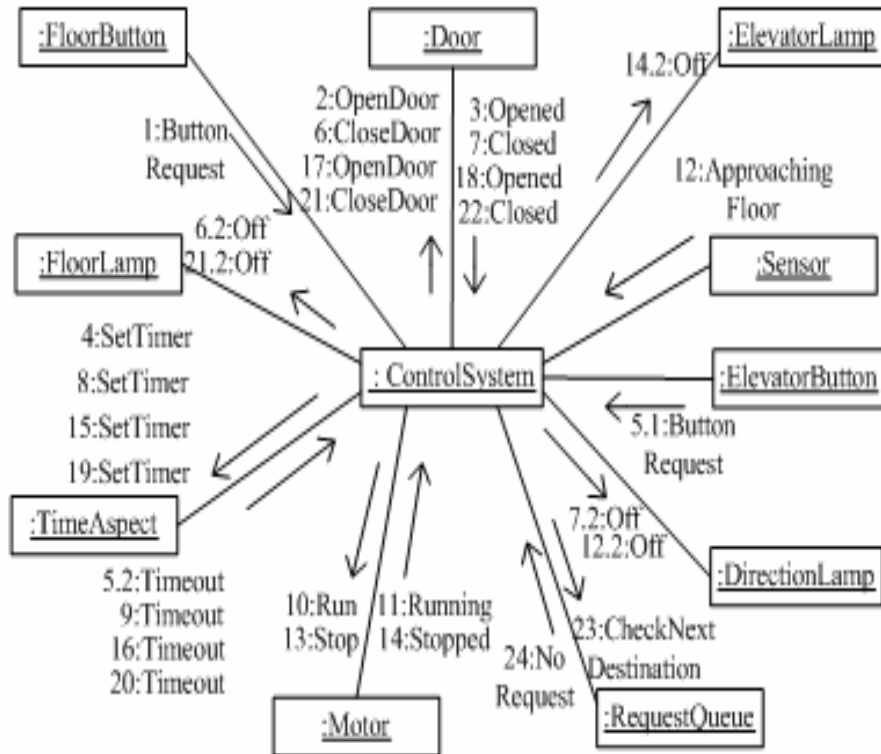 :FloorButton
:Door
:ElevatorLamp
14.2:Off
2:OpenDoor
6:CloseDoor
17:OpenDoor
21:CloseDoor
3:Opened
7:Closed
18:Opened
22:Closed
1:Button
Request
12:Approaching
Floor
6.2:Off
21.2:Off
:FloorLamp
:Sensor
4:SetTimer
8:SetTimer
15:SetTimer
19:SetTimer
: ControlSystem
:ElevatorButton
5.1:Button
Request
:TimeAspect
7.2:Off
12.2:Off
:DirectionLamp
5.2:Timeout
9:Timeout
16:Timeout
20:Timeout
10:Run
13:Stop
11:Running
14:Stopped
23:CheckNext
Destination
24:No
Request
:Motor
:RequestQueue